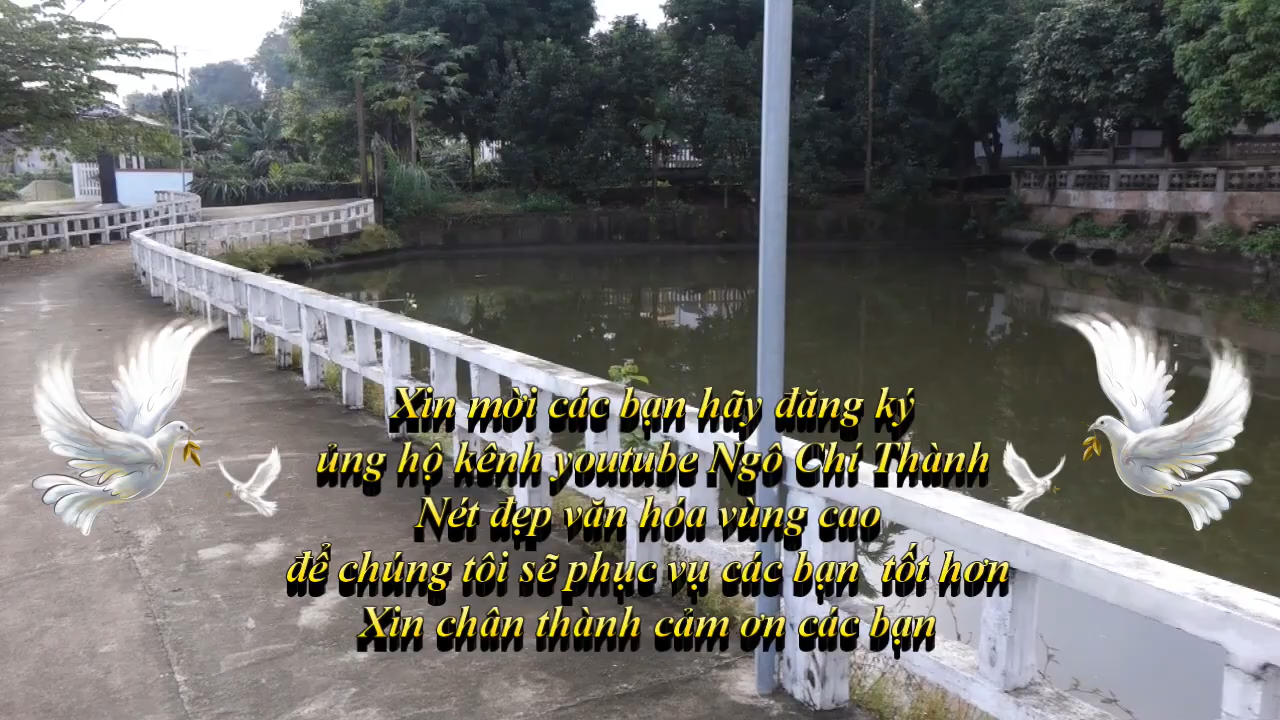 Xin mời các bạn hãy đăng ký
ủng hộ kênh youtube Ngô Chí Thành
Nét đẹp văn hóa vùng cao
để chúng tôi sẽ phục vụ các bạn tốt hơn
Xin chân thành cảm ơn các bạn